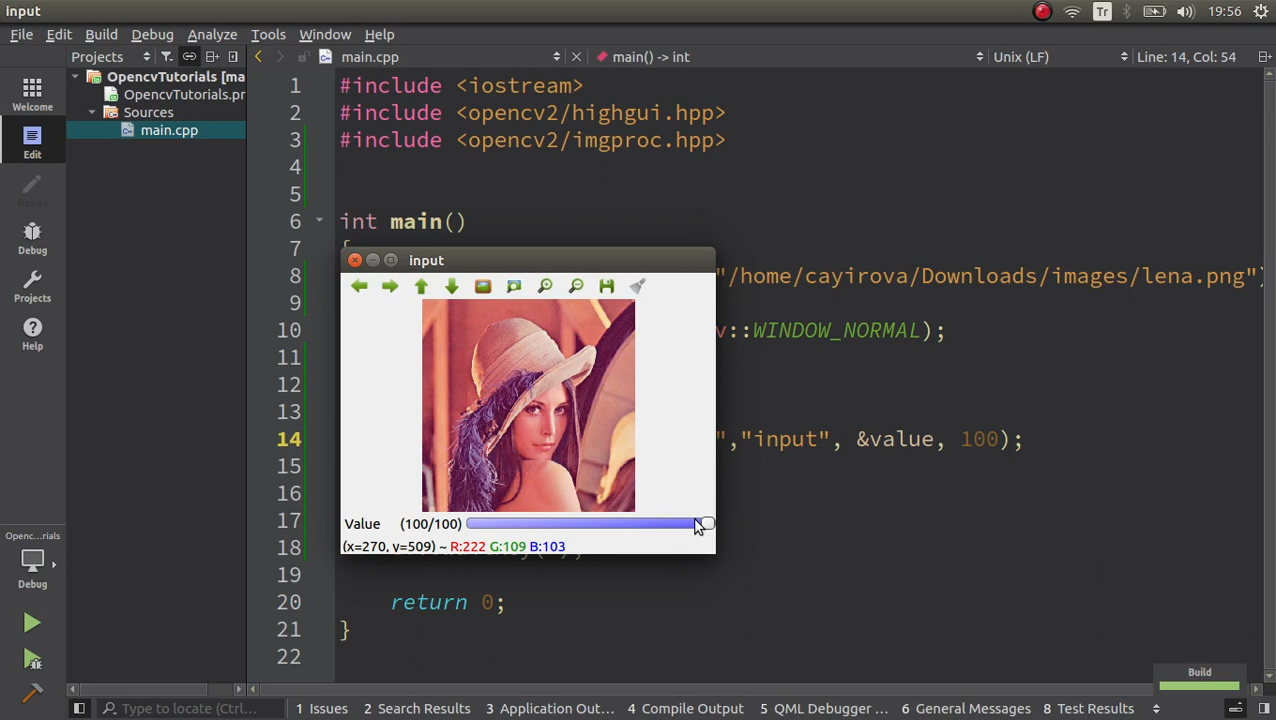 input
Tr
19:56
File Edit Build Debug Analyze Tools Window Help
Projects
main.cpp
main() -> int
Unix (LF)
Line: 14, Col: 54
Welcome
Edit
Design
Debug
Projects
Help
Openc...rials
Debug
OpencvTutorials [ma
OpencvTutorials.pr
Sources
main.cpp
1 #include <iostream>
2 #include <opencv2/highgui.hpp>
3 #include <opencv2/imgproc.hpp>
4
5
6 int main()
7 {
8 "/home/cayirova/Downloads/images/lena.png")
9
10 v::WINDOW_NORMAL);
11
12
13
14 ","input", &value, 100);
15
16
17
18
19
20 return 0;
21 }
22
input
Value (100/100)
(x=270, y=509) ~ R:222 G:109 B:103
Build
Type to locate (Ctrl...
1 Issues
2 Search Results
3 Application Out...
4 Compile Output
5 QML Debugger ...
6 General Messages
8 Test Results